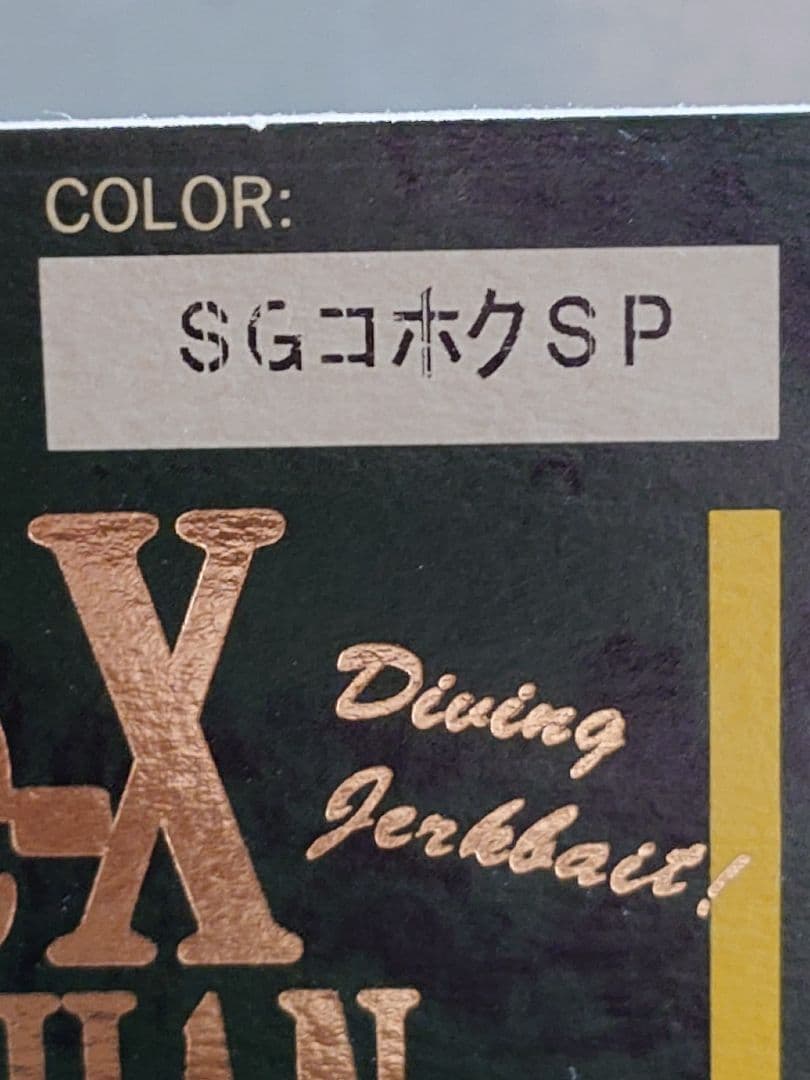 COLOR:
SGコホクSP
X
Diving
Jerkbait!